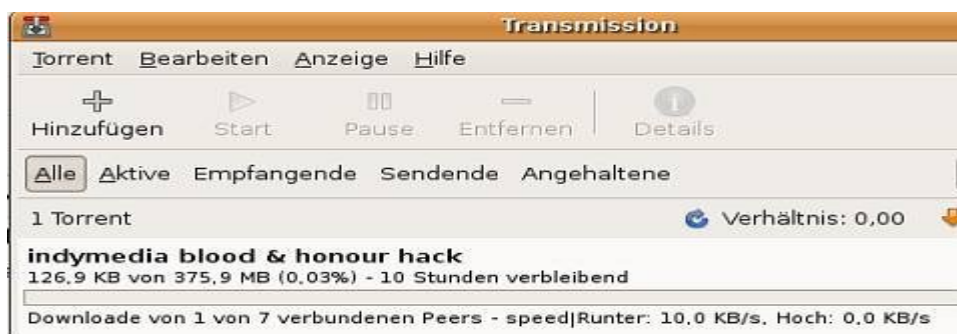 Transmission
Torrent Bearbeiten Anzeige Hilfe
Hinzufügen Start Pause Entfernen Details
Alle Aktive Empfangende Sendende Angehaltene
1 Torrent Verhältnis: 0,00
indymedia blood & honour hack
126,9 KB von 375,9 MB (0,03%) - 10 Stunden verbleibend
Downloade von 1 von 7 verbundenen Peers - speed|Runter: 10,0 KB/s, Hoch: 0,0 KB/s